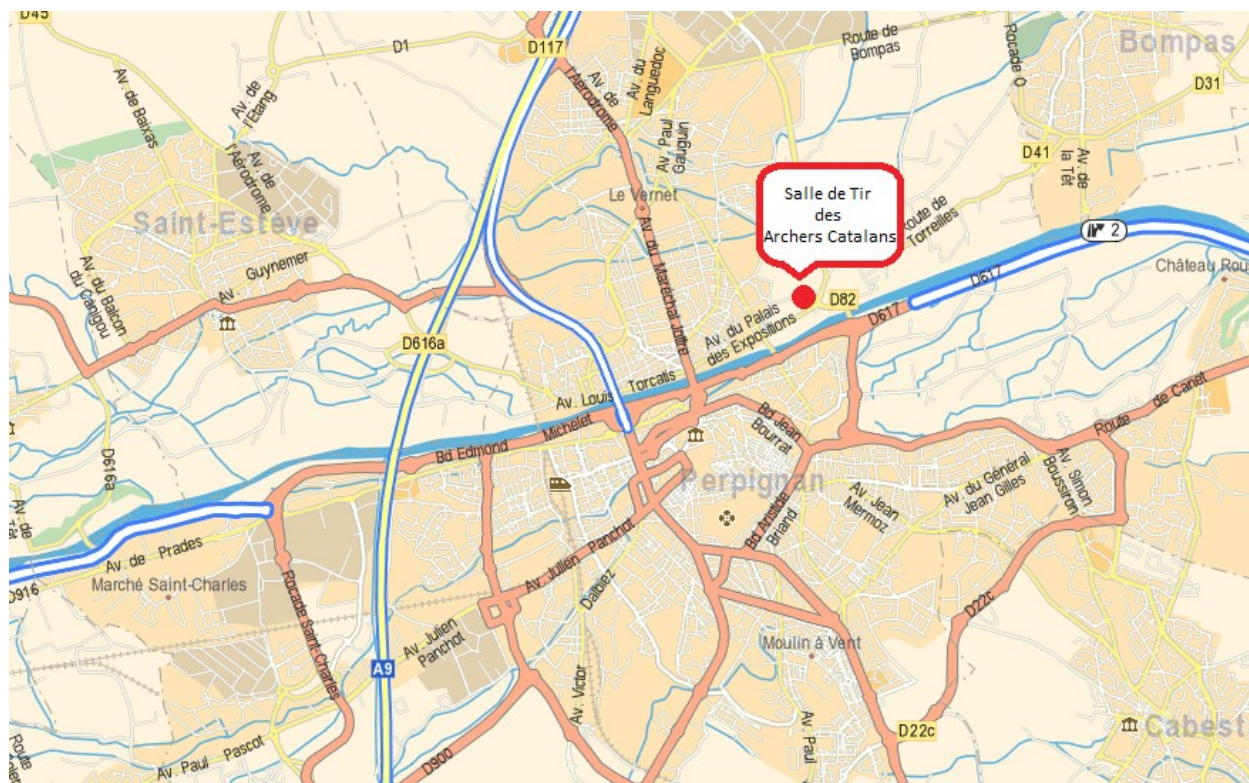 D45
D1
D117
Route de
Bompas
Bompas
Rocade O
D31
D41
Av. de
la Têt
Av. de Baixas
Av. de
l'Étang
Av. de
l'Aérodrome
Av. de
l'Aérodrome
Av. du
Languedoc
Av. Paul
Gauguin
Le Vernet
Salle de Tir
des
Archers Catalans
Route de
Torreilles
2
Château Rou
Saint-Estève
Av. du Balcon
du Canigou
Av. Guynemer
D616a
Av. du Maréchal Joffre
Av. du Palais
des Expositions
D82
D617
D617
Av. Louis Torcatis
Bd Edmond Michelet
Bd Jean
Bourrat
Route de Canet
Perpignan
D616a
Av. de
Av. de Prades
D916
Marché Saint-Charles
Rocade Saint-Charles
Av. Julien Panchot
Dalbiez
Bd Aristide
Briand
Av. Jean
Mermoz
Av. du Général
Jean Gilles
Av. Simon
Boussiron
D22c
Av. Julien
Panchot
A9
Moulin à Vent
Av. Victor
Av. Paul
D22c
Cabest
Route
Av. Paul Pascot
D900